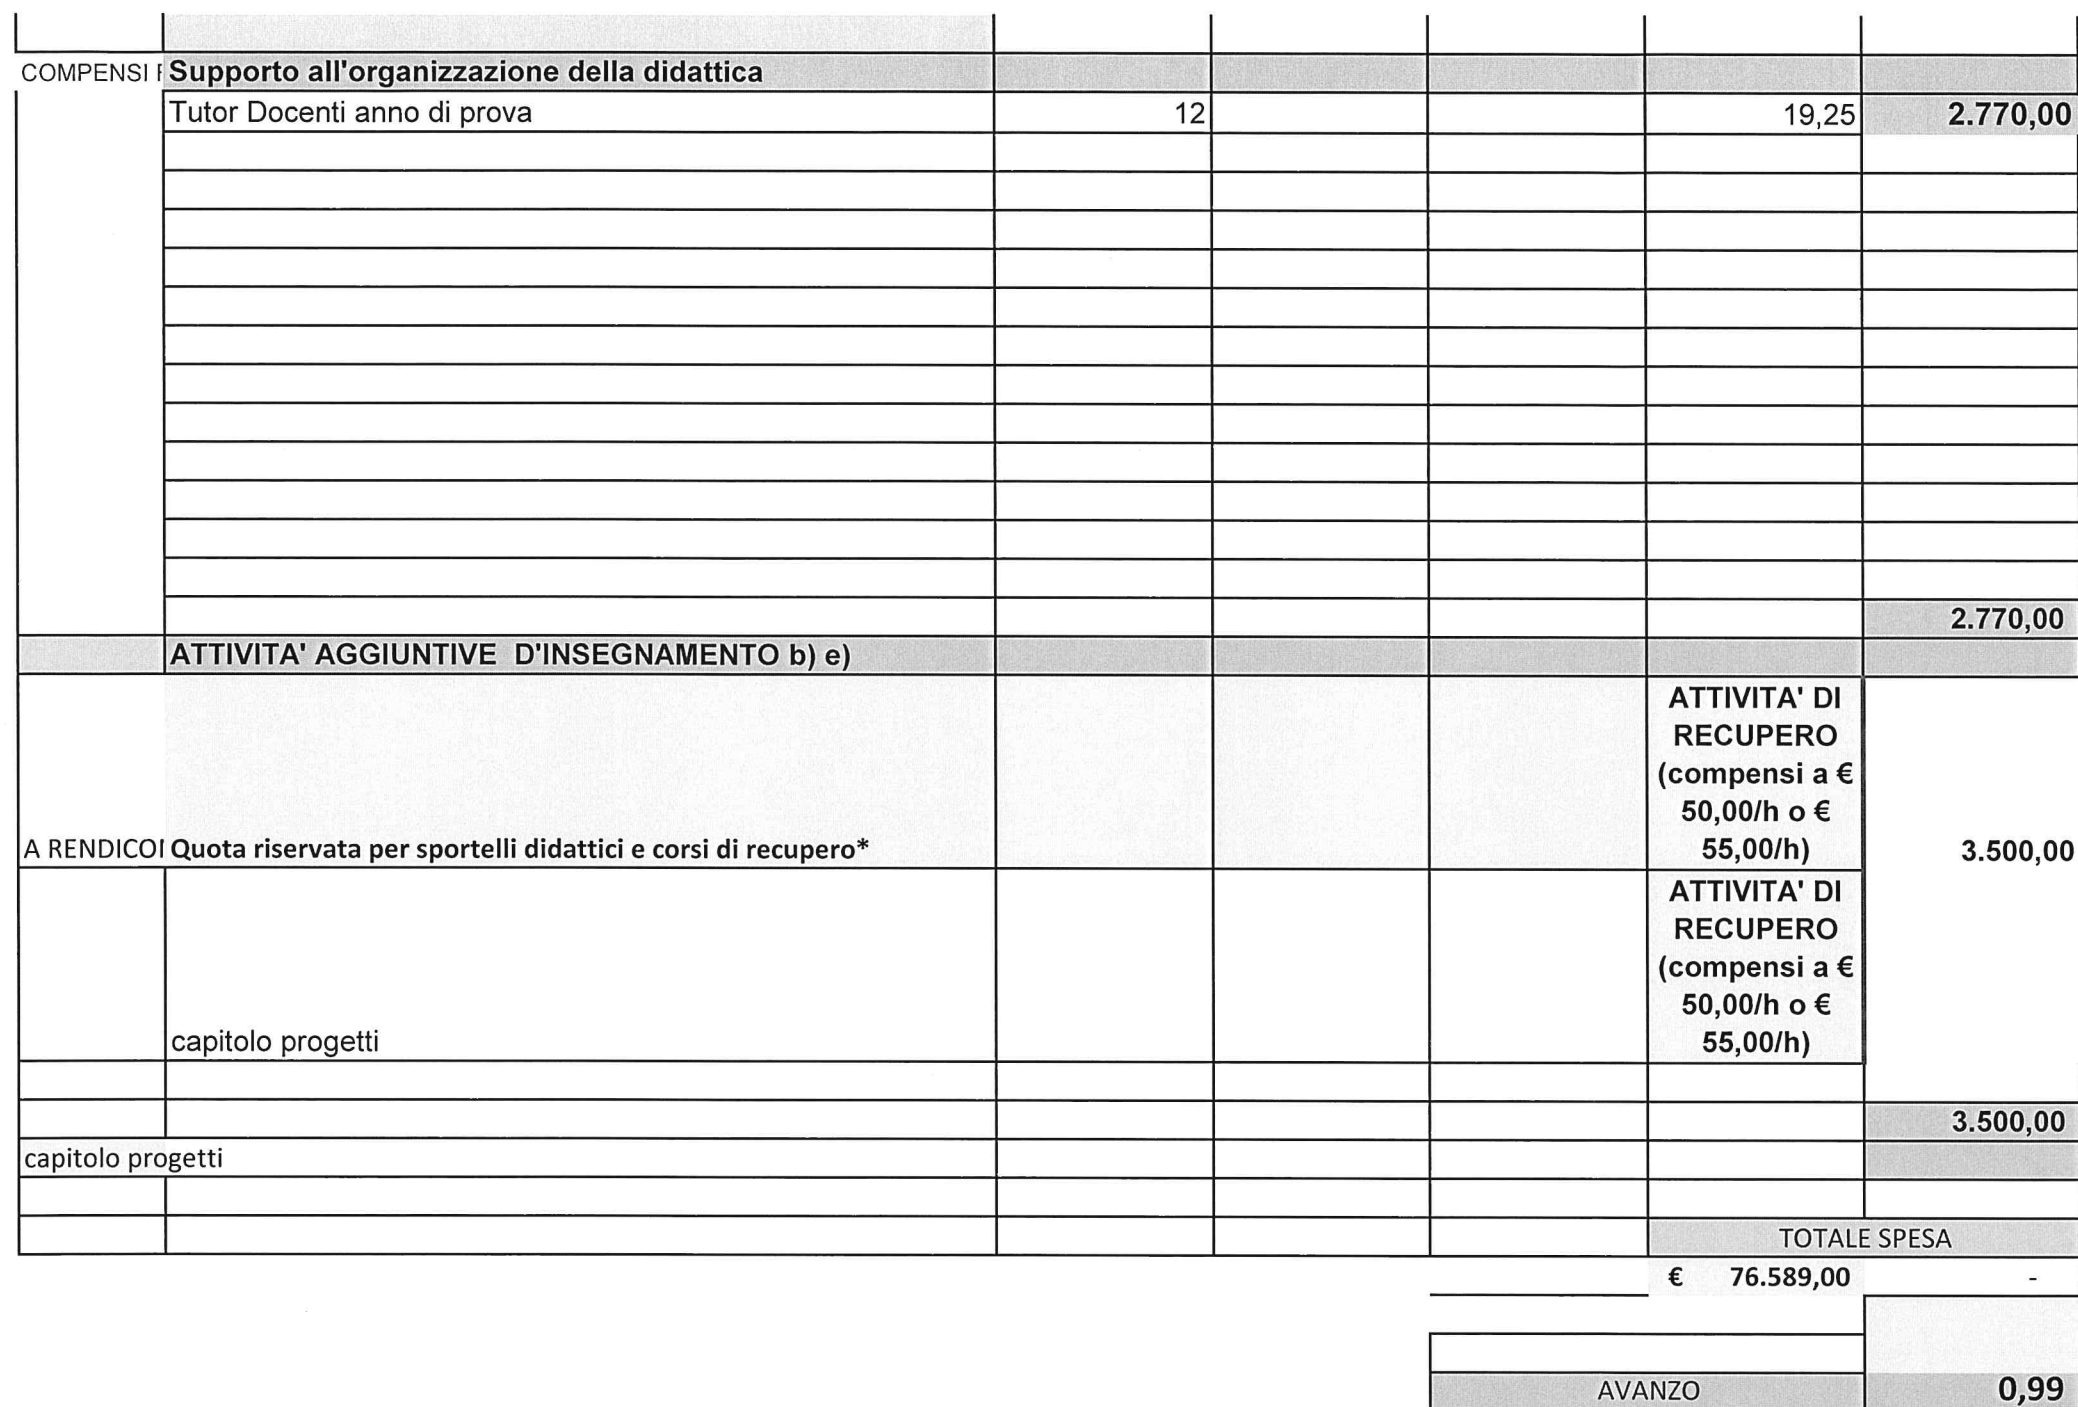 COMPENSI Supporto all'organizzazione della didattica
Tutor Docenti anno di prova 12 19,25 2.770,00
2.770,00
ATTIVITA' AGGIUNTIVE D'INSEGNAMENTO b) e)
ATTIVITA' DI
RECUPERO
(compensi a €
50,00/h o €
A RENDICO Quota riservata per sportelli didattici e corsi di recupero* 55,00/h) 3.500,00
ATTIVITA' DI
RECUPERO
(compensi a €
50,00/h o €
capitolo progetti 55,00/h)
3.500,00
capitolo progetti
TOTALE SPESA
€ 76.589,00 -
AVANZO 0,99